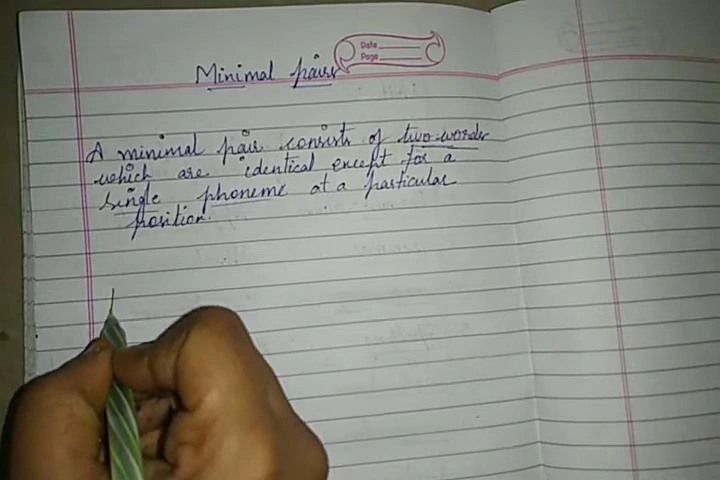 Date
Page
Minimal pairs
A minimal pair consists of two words
which are identical except for a
single phoneme at a particular
position.